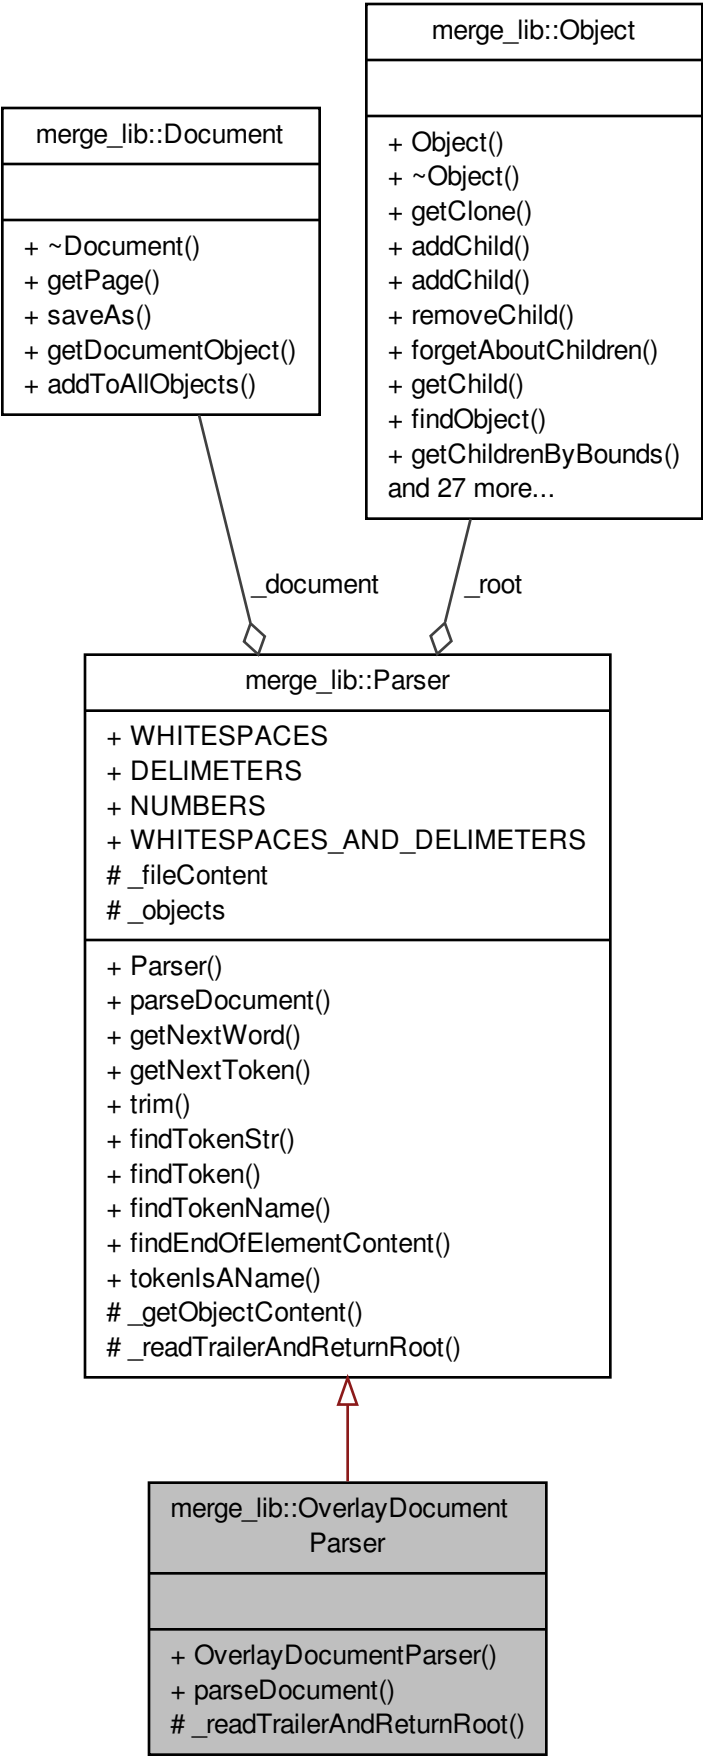 merge_lib::Object
+ Object()
+ ~Object()
+ getClone()
+ addChild()
+ addChild()
+ removeChild()
+ forgetAboutChildren()
+ getChild()
+ findObject()
+ getChildrenByBounds()
and 27 more...
merge_lib::Document
+ ~Document()
+ getPage()
+ saveAs()
+ getDocumentObject()
+ addToAllObjects()
_document
_root
merge_lib::Parser
+ WHITESPACES
+ DELIMETERS
+ NUMBERS
+ WHITESPACES_AND_DELIMETERS
# _fileContent
# _objects
+ Parser()
+ parseDocument()
+ getNextWord()
+ getNextToken()
+ trim()
+ findTokenStr()
+ findToken()
+ findTokenName()
+ findEndOfElementContent()
+ tokenIsAName()
# _getObjectContent()
# _readTrailerAndReturnRoot()
merge_lib::OverlayDocument
Parser
+ OverlayDocumentParser()
+ parseDocument()
# _readTrailerAndReturnRoot()